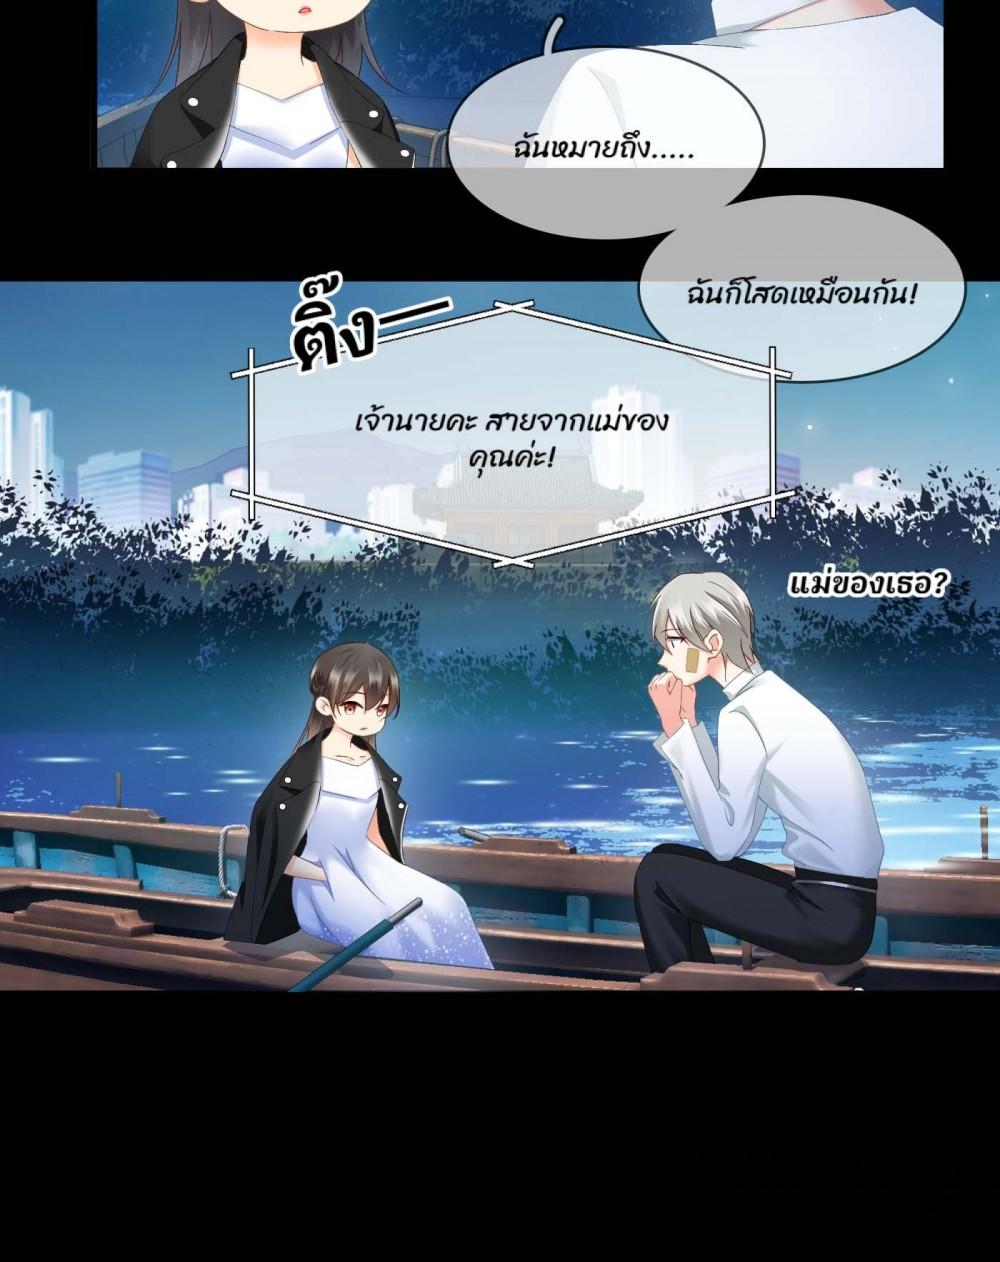 ฉันหมายถึง.....
ฉันก็โสดเหมือนกัน!
ติ๊ง—
เจ้านายคะ สายจากแม่ของ
คุณค่ะ!
แม่ของเธอ?